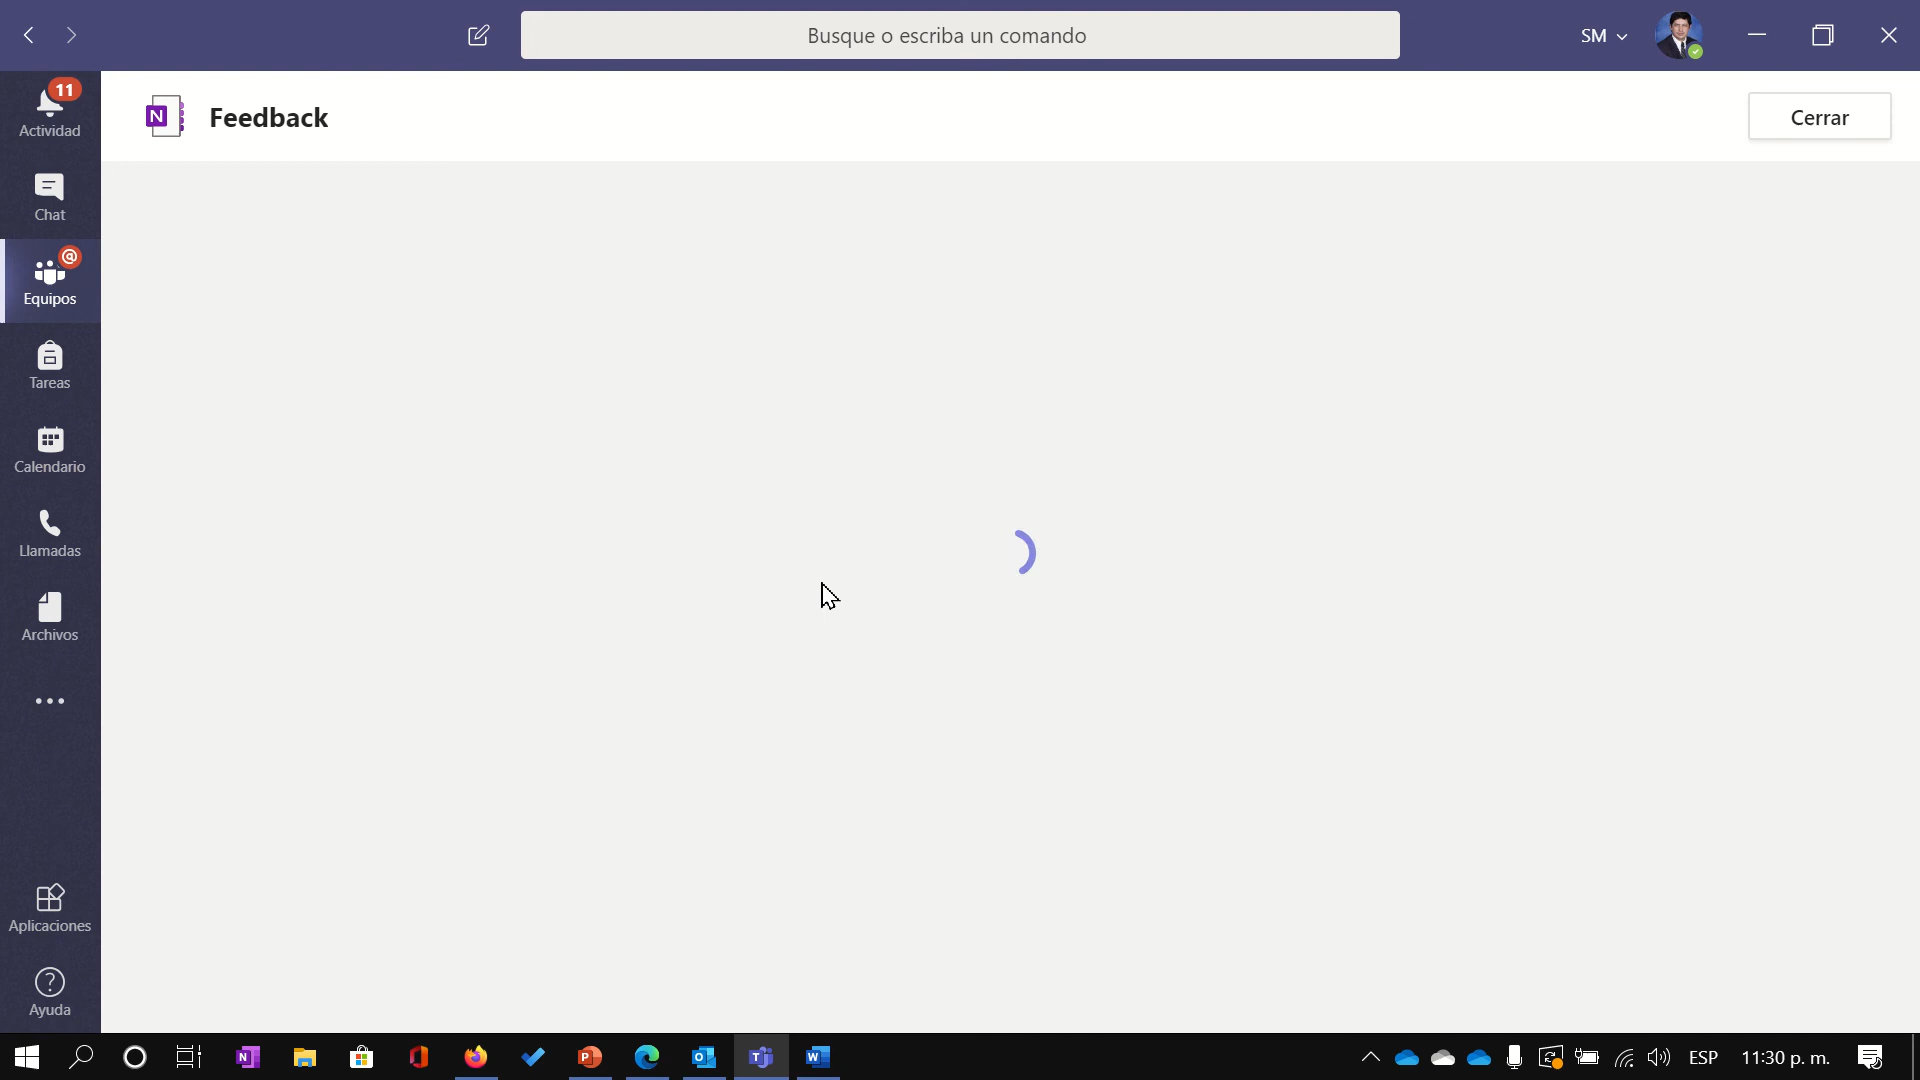 Busque o escriba un comando
SM
11
Actividad
N
Feedback
Cerrar
Chat
@
Equipos
Tareas
Calendario
Llamadas
Archivos
Aplicaciones
?
Ayuda
N
P
O
T
W
ESP
11:30 p. m.